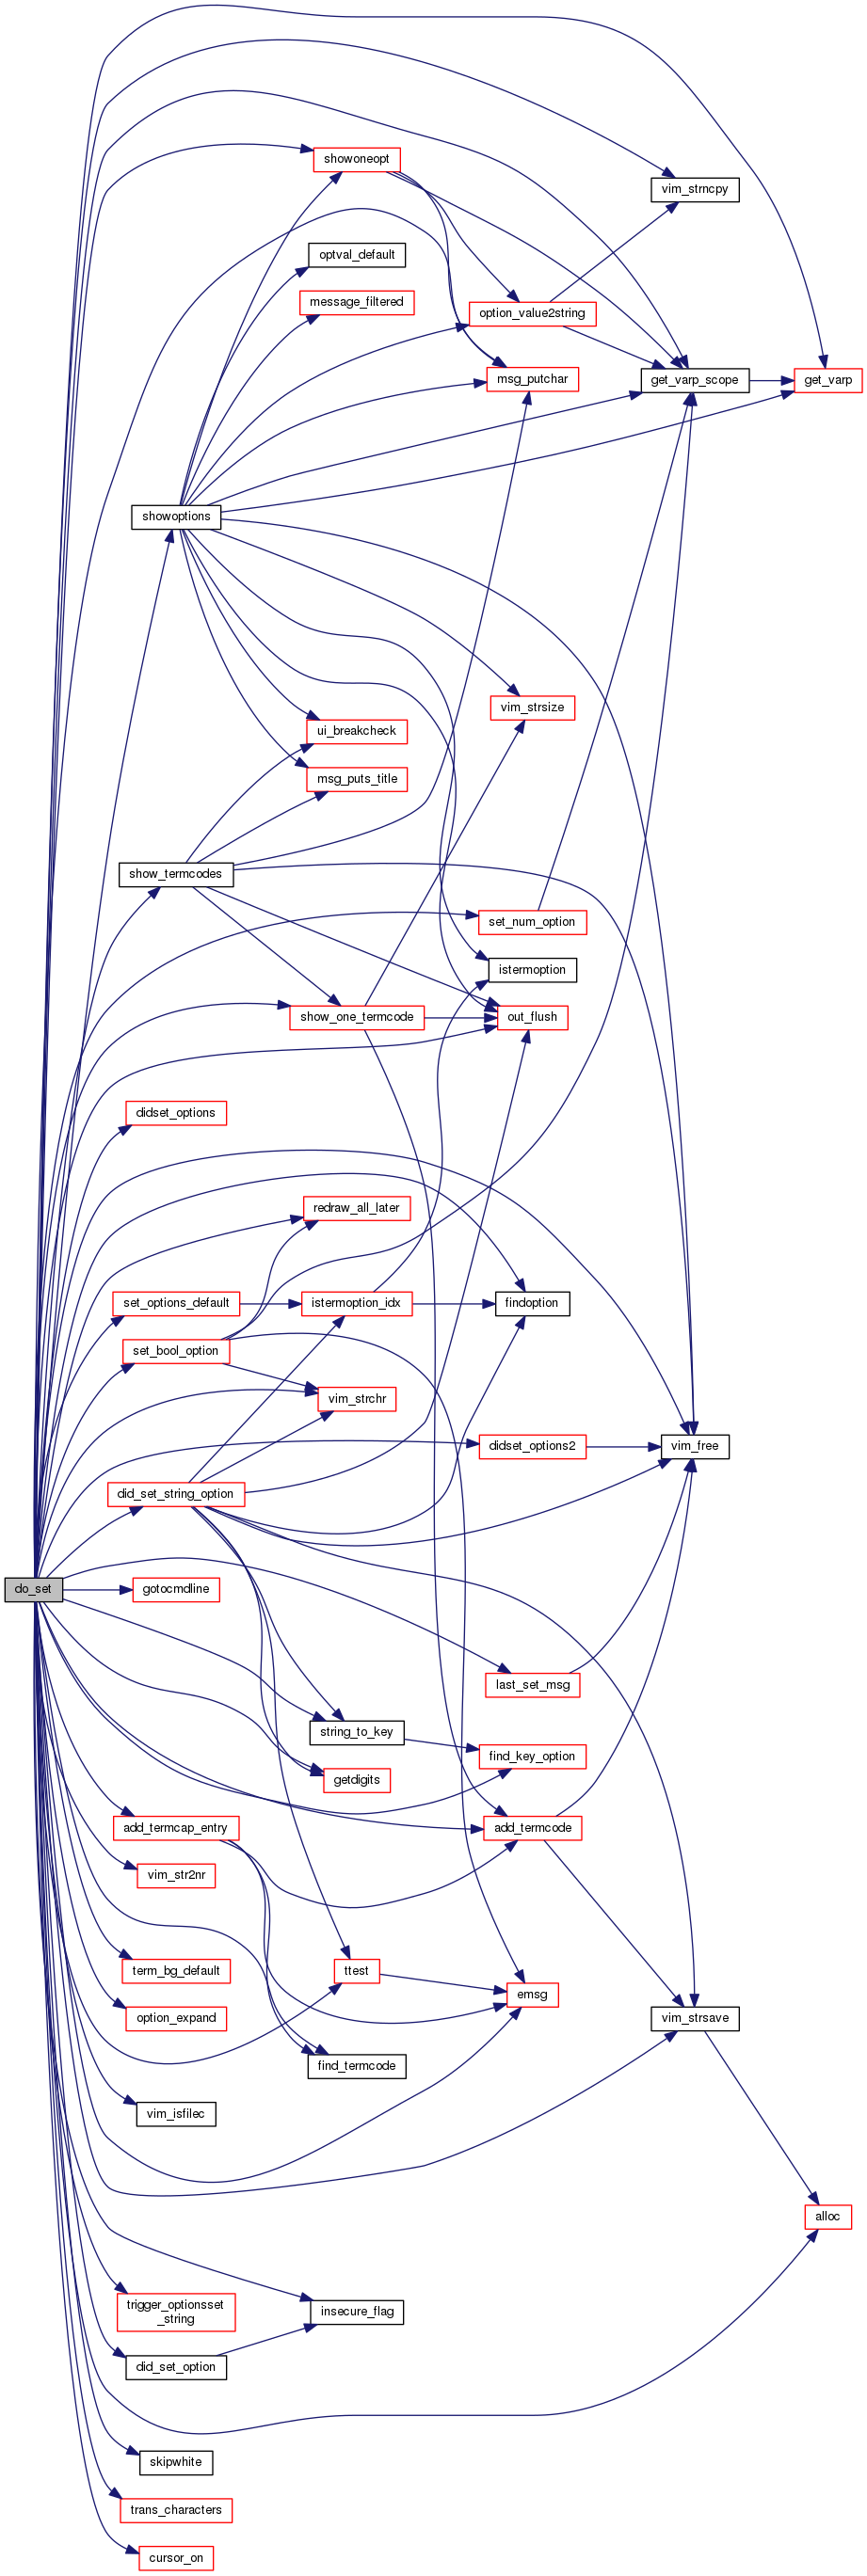 showoneopt
vim_strncpy
optval_default
message_filtered
option_value2string
msg_putchar
get_varp_scope
get_varp
showoptions
vim_strsize
ui_breakcheck
msg_puts_title
show_termcodes
set_num_option
istermoption
show_one_termcode
out_flush
didset_options
redraw_all_later
set_options_default
istermoption_idx
findoption
set_bool_option
vim_strchr
didset_options2
vim_free
did_set_string_option
do_set
gotocmdline
last_set_msg
string_to_key
find_key_option
getdigits
add_termcap_entry
add_termcode
vim_str2nr
term_bg_default
ttest
emsg
option_expand
vim_strsave
find_termcode
vim_isfilec
alloc
trigger_optionsset
_string
insecure_flag
did_set_option
skipwhite
trans_characters
cursor_on